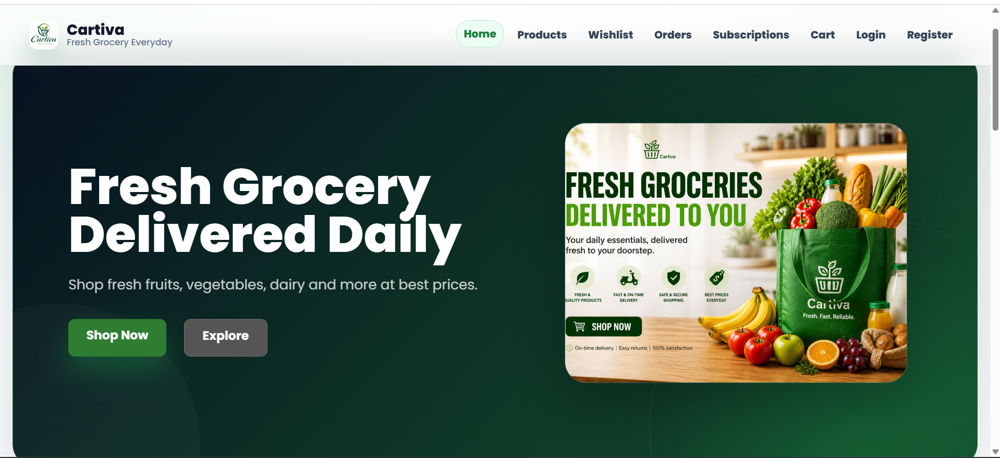 Cartiva
Cartiva
Fresh Grocery Everyday
Home Products Wishlist Orders Subscriptions Cart Login Register
Fresh Grocery
Delivered Daily
Shop fresh fruits, vegetables, dairy and more at best prices.
Shop Now Explore
Cartiva
FRESH GROCERIES
DELIVERED TO YOU
Your daily essentials, delivered
fresh to your doorstep.
FRESH &
QUALITY PRODUCTS
FAST & ON-TIME
DELIVERY
SAFE & SECURE
SHOPPING
BEST PRICES
EVERYDAY
SHOP NOW
On-time delivery | Easy returns | 100% satisfaction
Cartiva
Fresh. Fast. Reliable.